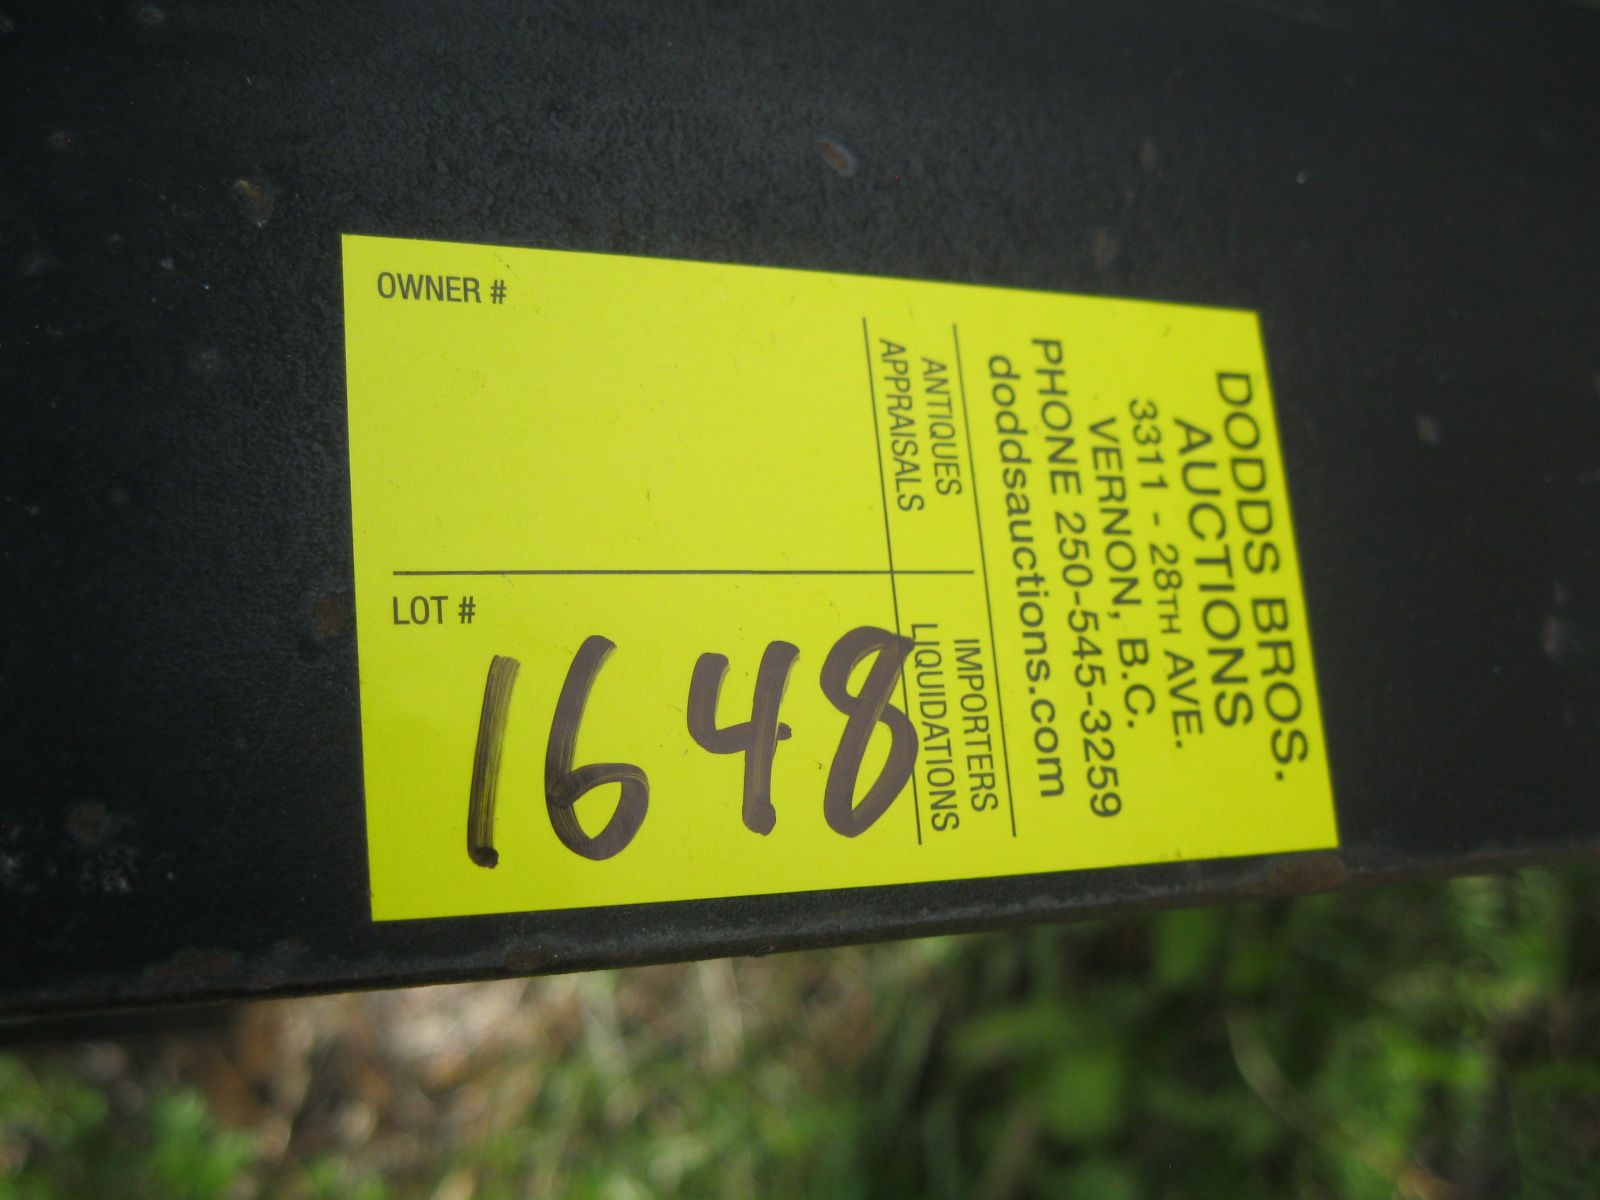 DODDS BROS.
AUCTIONS
3311 - 28TH AVE.
VERNON, B.C.
PHONE 250-545-3259
doddsauctions.com
ANTIQUES IMPORTERS
APPRAISALS LIQUIDATIONS
OWNER #
LOT #
1648